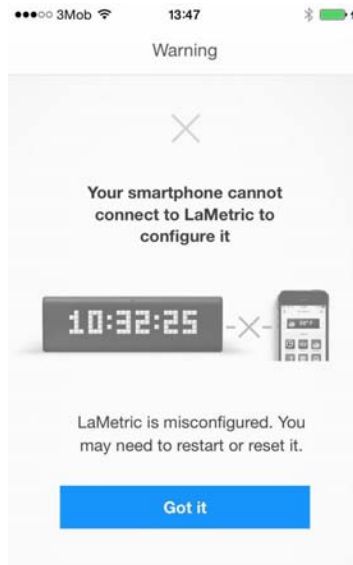 3Mob 13:47
Warning
Your smartphone cannot
connect to LaMetric to
configure it
10:32:25
LaMetric is misconfigured. You
may need to restart or reset it.
Got it